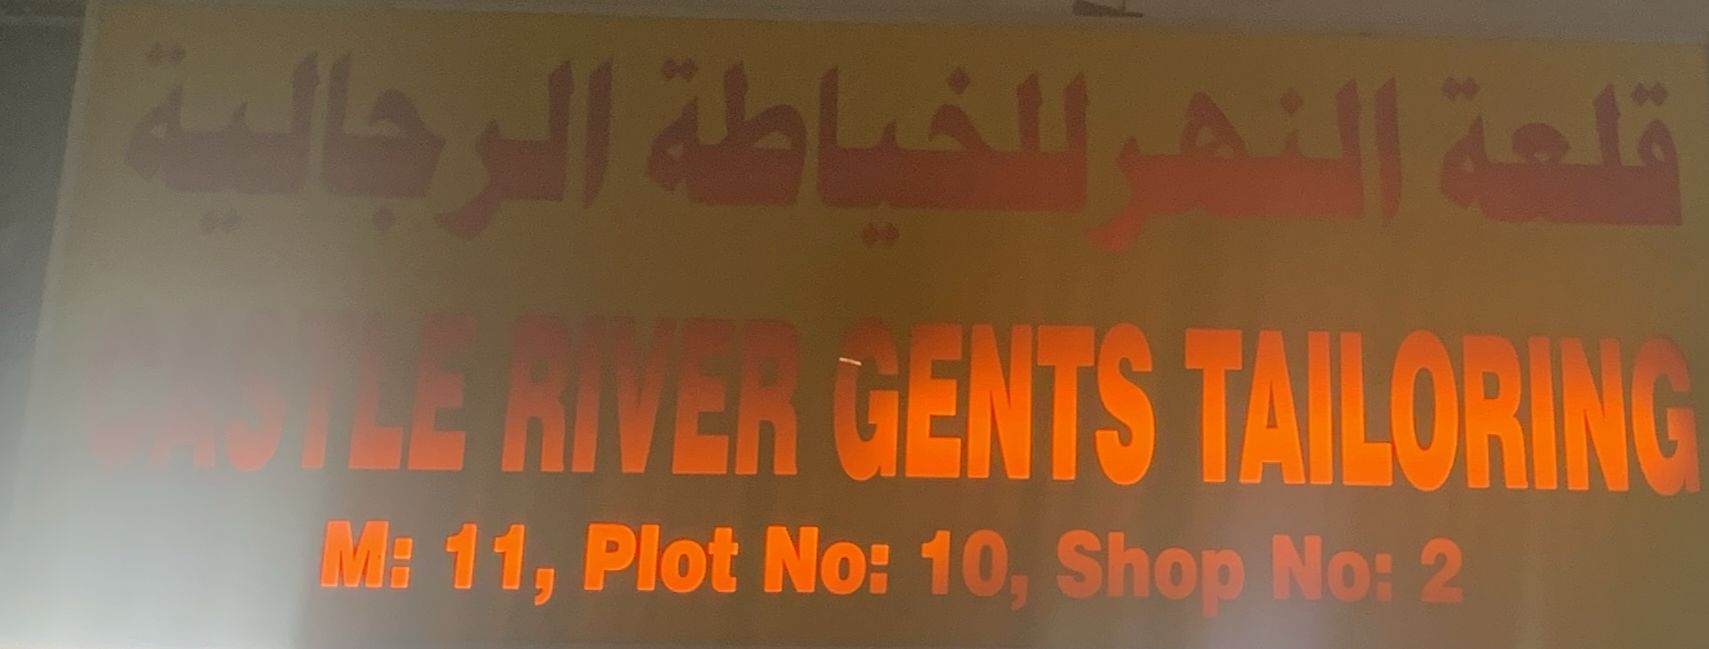 قلعة النهر للخياطة الرجالية
CASTLE RIVER GENTS TAILORING
M: 11, Plot No: 10, Shop No: 2